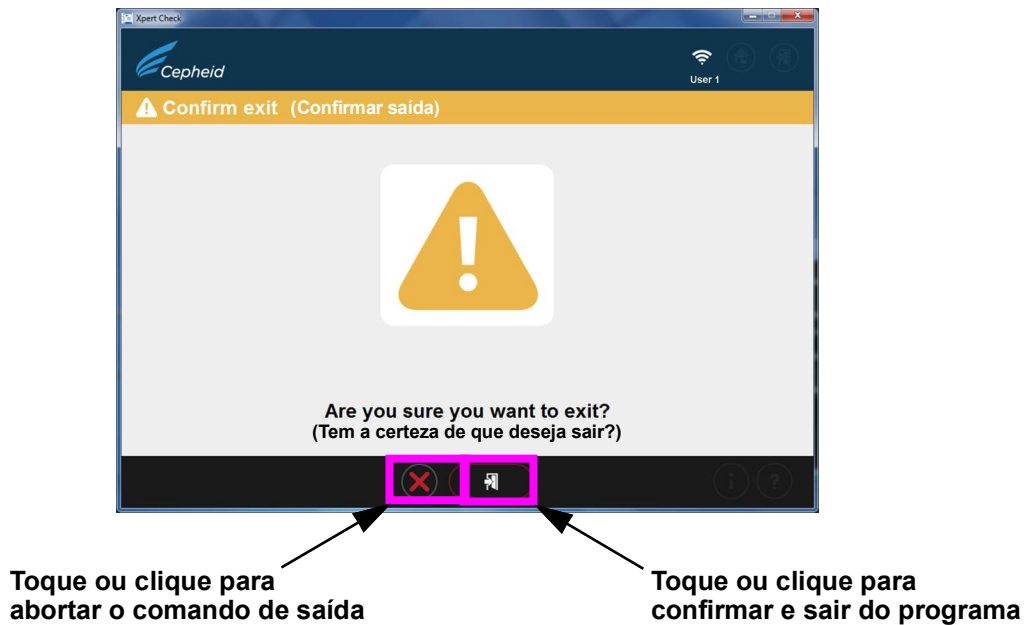 Xpert Check
Cepheid
User 1
Confirm exit (Confirmar saída)
Are you sure you want to exit?
(Tem a certeza de que deseja sair?)
Toque ou clique para
abortar o comando de saída
Toque ou clique para
confirmar e sair do programa